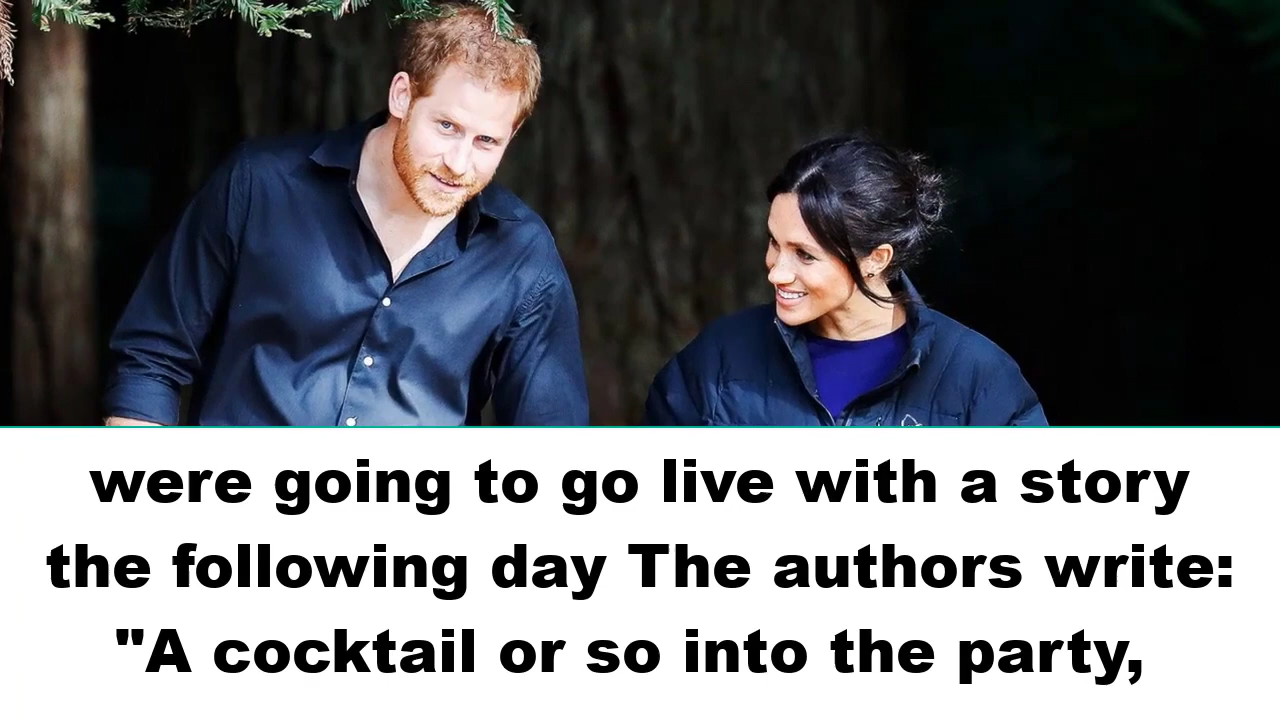 were going to go live with a story
the following day The authors write:
"A cocktail or so into the party,